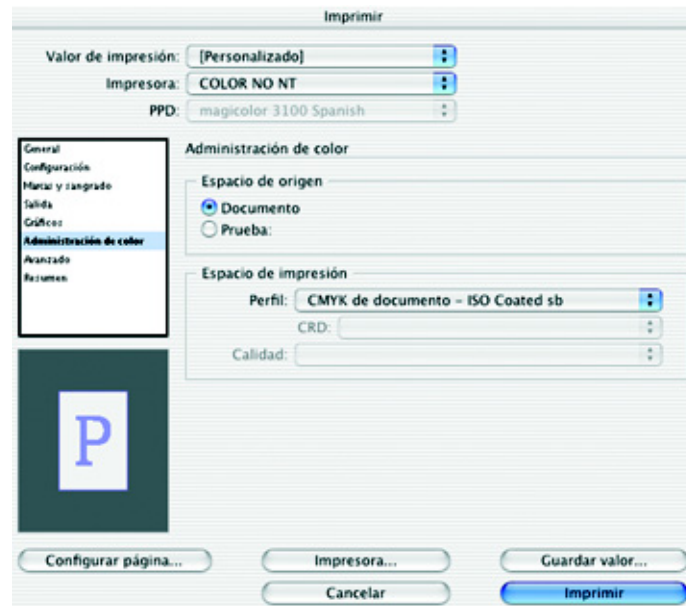 Imprimir
Valor de impresión: [Personalizado]
Impresora: COLOR NO NT
PPD: magicolor 3100 Spanish
General
Configuración
Marcas y sangrado
Salida
Gráficos
Administración de color
Avanzado
Resumen
Administración de color
Espacio de origen
Documento
Prueba:
Espacio de impresión
Perfil: CMYK de documento – ISO Coated sb
CRD:
Calidad:
P
Configurar página... Impresora... Guardar valor...
Cancelar Imprimir